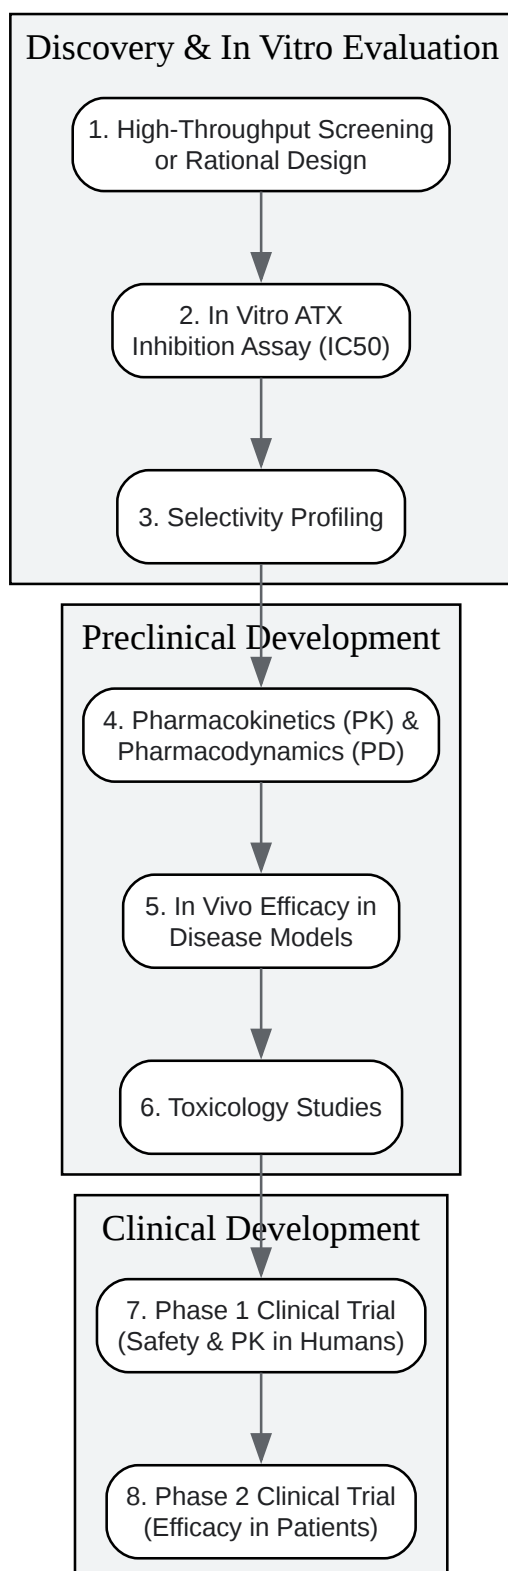 Discovery & In Vitro Evaluation
1. High-Throughput Screening
or Rational Design
2. In Vitro ATX
Inhibition Assay (IC50)
3. Selectivity Profiling
Preclinical Development
4. Pharmacokinetics (PK) &
Pharmacodynamics (PD)
5. In Vivo Efficacy in
Disease Models
6. Toxicology Studies
Clinical Development
7. Phase 1 Clinical Trial
(Safety & PK in Humans)
8. Phase 2 Clinical Trial
(Efficacy in Patients)